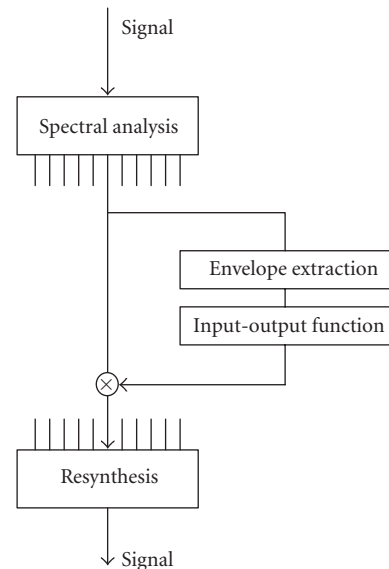 Signal
Spectral analysis
Envelope extraction
Input-output function
Resynthesis
Signal